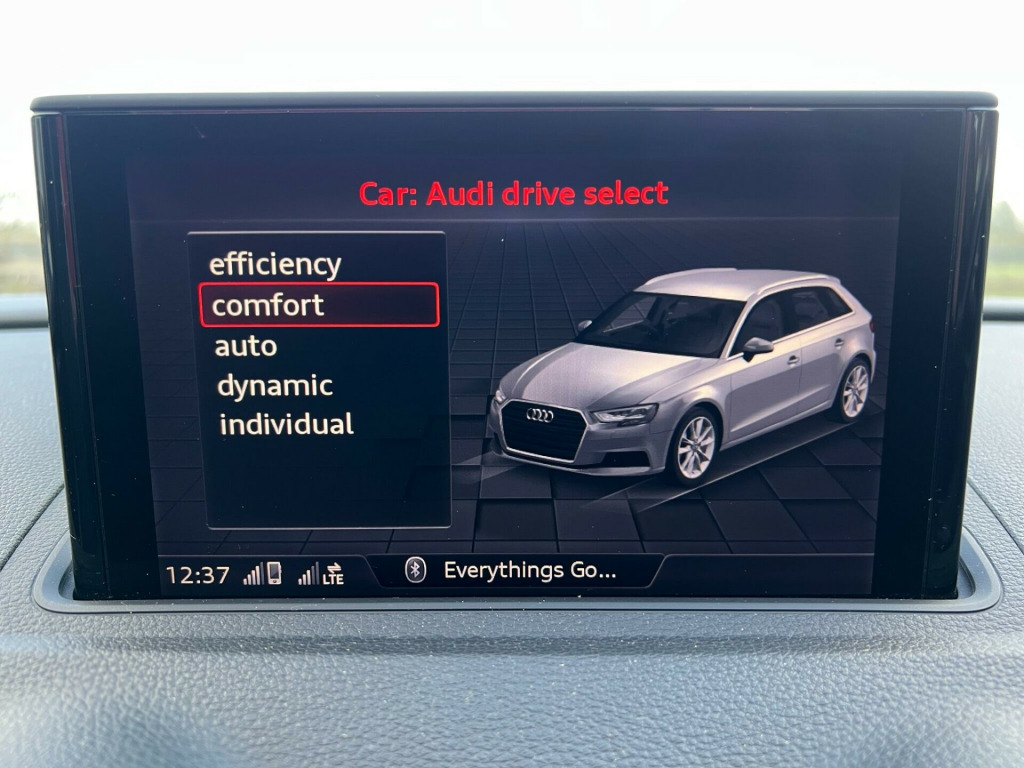 Car: Audi drive select
efficiency
comfort
auto
dynamic
individual
12:37
LTE
Everythings Go...